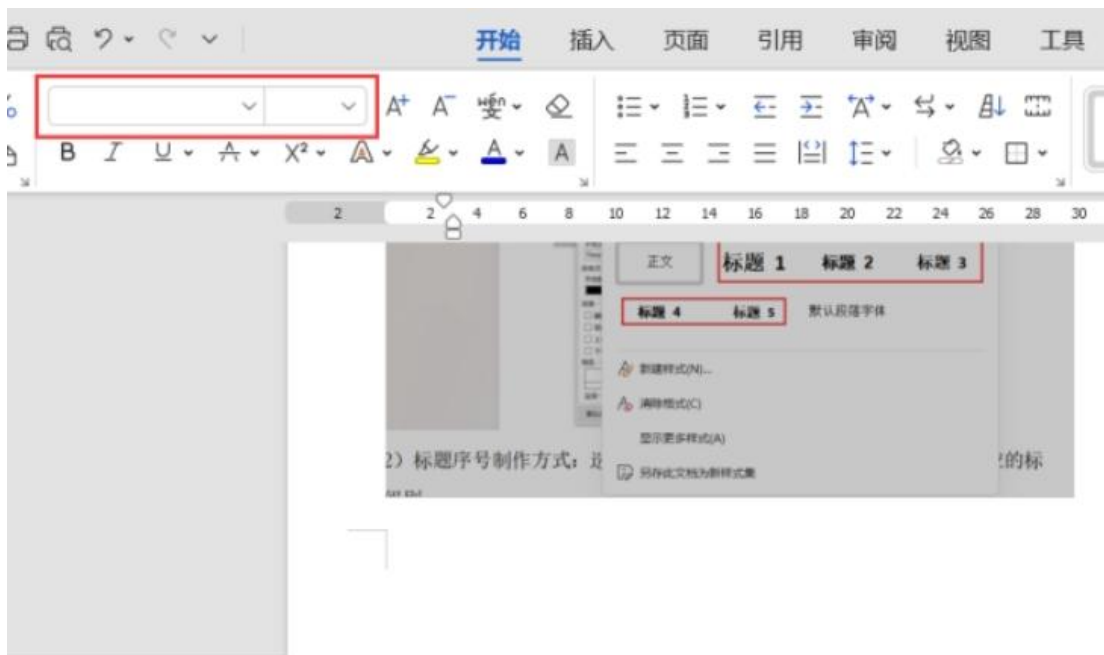 开始 插入 页面 引用 审阅 视图 工具
A+ A- wén
B I U A X² A A A
2 2 4 6 8 10 12 14 16 18 20 22 24 26 28 30
正文 标题 1 标题 2 标题 3
标题 4 标题 5 默认段落字体
新建样式(N)...
清除格式(C)
显示更多样式(A)
2）标题序号制作方式：
的标
另存此文档为新样式集